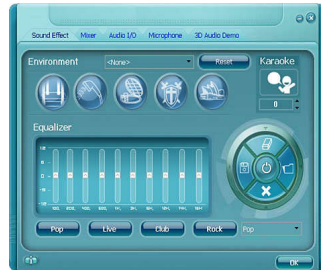 Sound Effect Mixer Audio I/O Microphone 3D Audio Demo
Environment <None> Reset Karaoke
0
Equalizer
Pop Live Club Rock Pop
OK